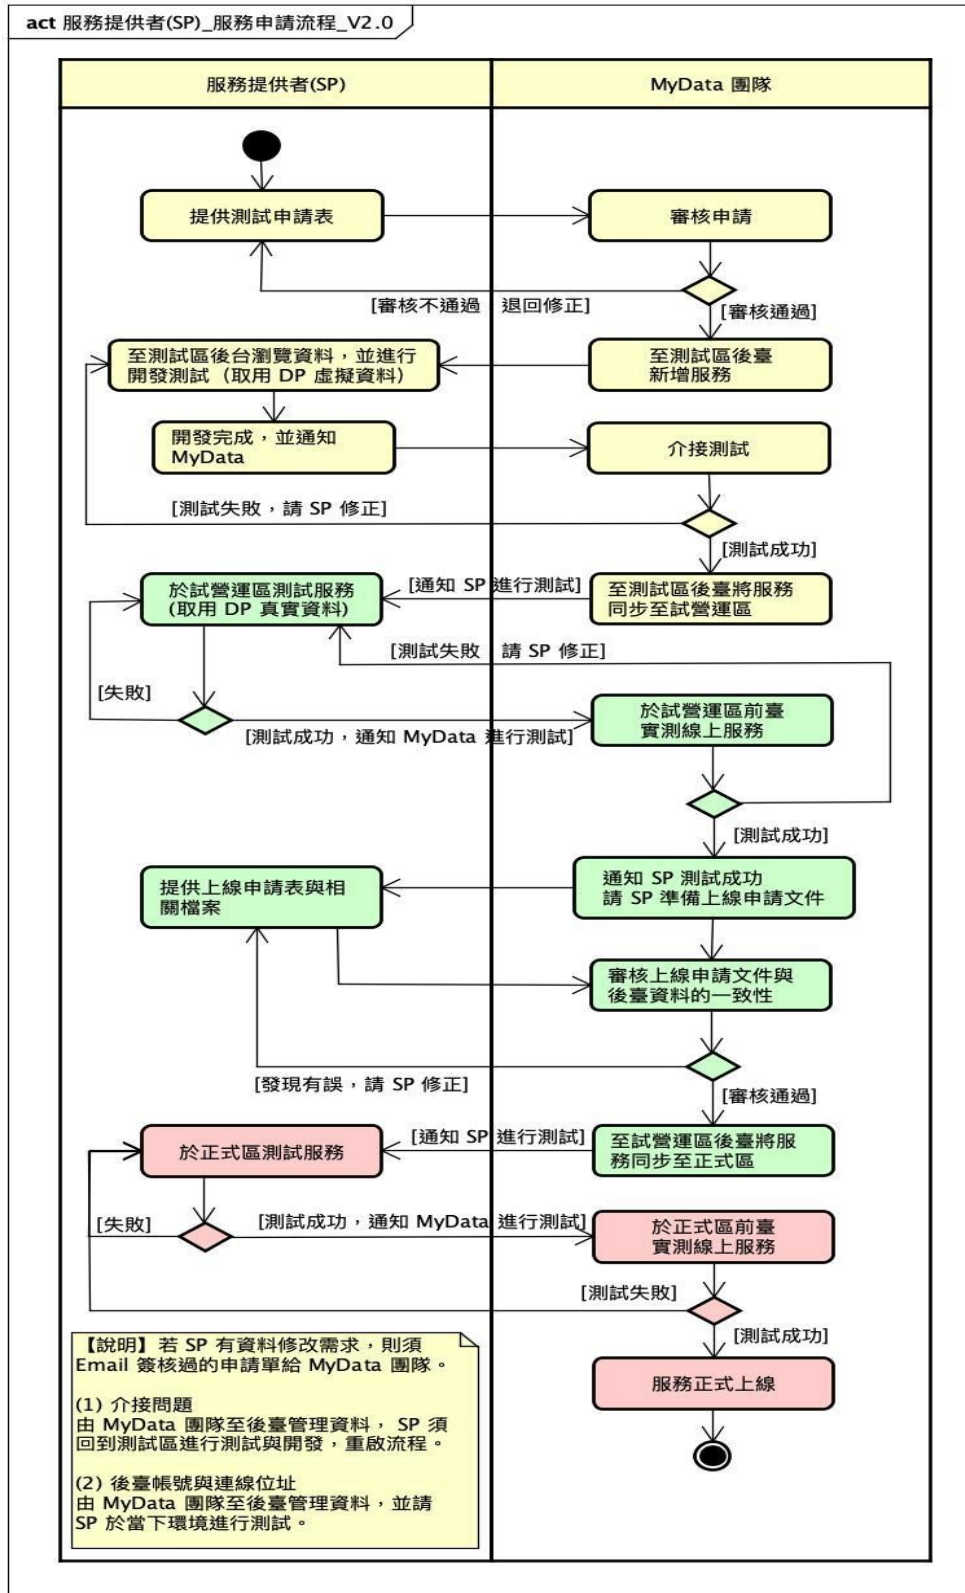 act 服務提供者(SP)_服務申請流程_V2.0
服務提供者(SP)
MyData 團隊
提供測試申請表
審核申請
[審核不通過 退回修正]
[審核通過]
至測試區後台瀏覽資料，並進行
開發測試（取用 DP 虛擬資料）
至測試區後臺
新增服務
開發完成，並通知
MyData
介接測試
[測試失敗，請 SP 修正]
[測試成功]
於試營運區測試服務
(取用 DP 真實資料)
[通知 SP 進行測試]
至測試區後臺將服務
同步至試營運區
[測試失敗 請 SP 修正]
[失敗]
[測試成功，通知 MyData 進行測試]
於試營運區前臺
實測線上服務
[測試成功]
提供上線申請表與相
關檔案
通知 SP 測試成功
請 SP 準備上線申請文件
審核上線申請文件與
後臺資料的一致性
[發現有誤，請 SP 修正]
[審核通過]
於正式區測試服務
[通知 SP 進行測試]
至試營運區後臺將服
務同步至正式區
[失敗]
[測試成功，通知 MyData 進行測試]
於正式區前臺
實測線上服務
[測試失敗]
[測試成功]
服務正式上線
【說明】若 SP 有資料修改需求，則須
Email 簽核過的申請單給 MyData 團隊。
(1) 介接問題
由 MyData 團隊至後臺管理資料， SP 須
回到測試區進行測試與開發，重啟流程。
(2) 後臺帳號與連線位址
由 MyData 團隊至後臺管理資料，並請
SP 於當下環境進行測試。